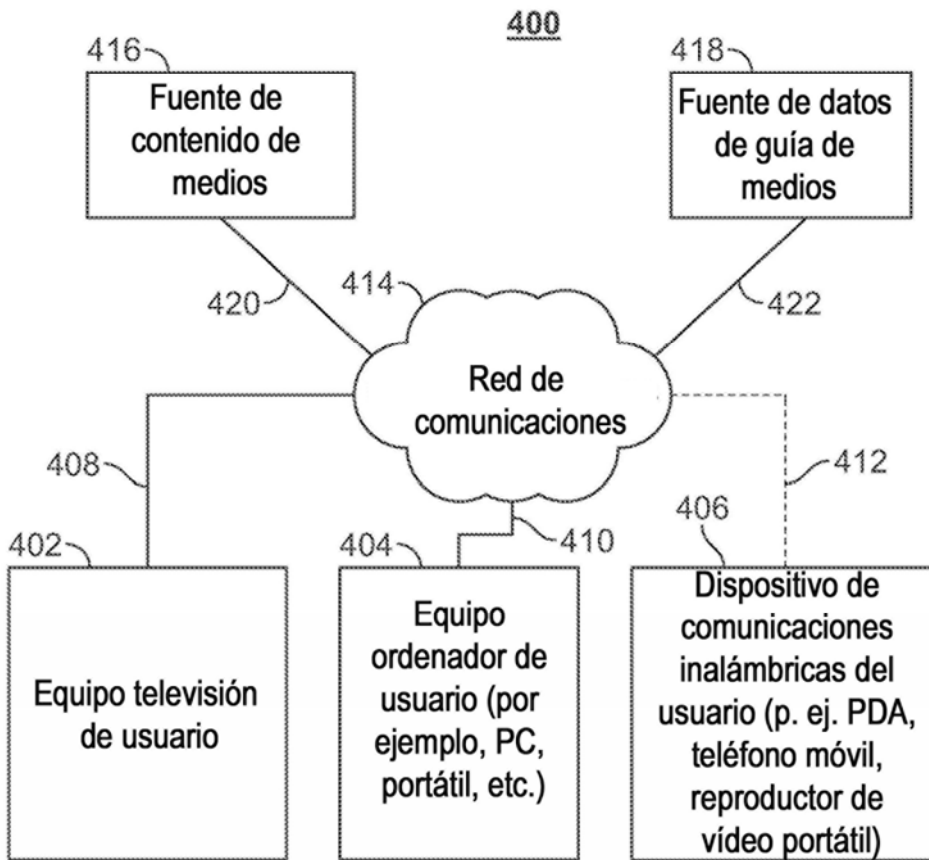 400
416
Fuente de
contenido de
medios
418
Fuente de datos
de guía de
medios
420
414
422
Red de
comunicaciones
408
412
402
404
410
406
Equipo televisión
de usuario
Equipo
ordenador de
usuario (por
ejemplo, PC,
portátil, etc.)
Dispositivo de
comunicaciones
inalámbricas del
usuario (p. ej. PDA,
teléfono móvil,
reproductor de
vídeo portátil)